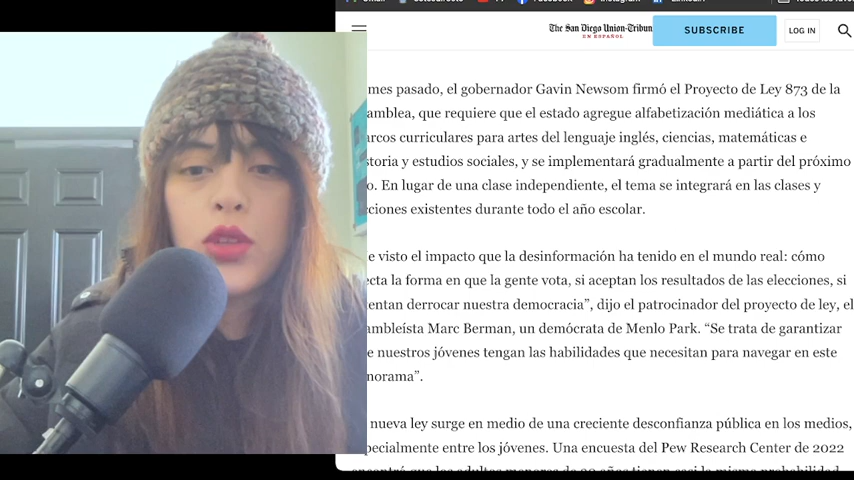 The San Diego Union-Tribun
EN ESPAÑOL
SUBSCRIBE
LOG IN
mes pasado, el gobernador Gavin Newsom firmó el Proyecto de Ley 873 de la
amblea, que requiere que el estado agregue alfabetización mediática a los
arcos curriculares para artes del lenguaje inglés, ciencias, matemáticas e
storia y estudios sociales, y se implementará gradualmente a partir del próximo
o. En lugar de una clase independiente, el tema se integrará en las clases y
cciones existentes durante todo el año escolar.
e visto el impacto que la desinformación ha tenido en el mundo real: cómo
ecta la forma en que la gente vota, si aceptan los resultados de las elecciones, si
entan derrocar nuestra democracia”, dijo el patrocinador del proyecto de ley, el
ambleísta Marc Berman, un demócrata de Menlo Park. “Se trata de garantizar
e nuestros jóvenes tengan las habilidades que necesitan para navegar en este
norama”.
nueva ley surge en medio de una creciente desconfianza pública en los medios,
pecialmente entre los jóvenes. Una encuesta del Pew Research Center de 2022